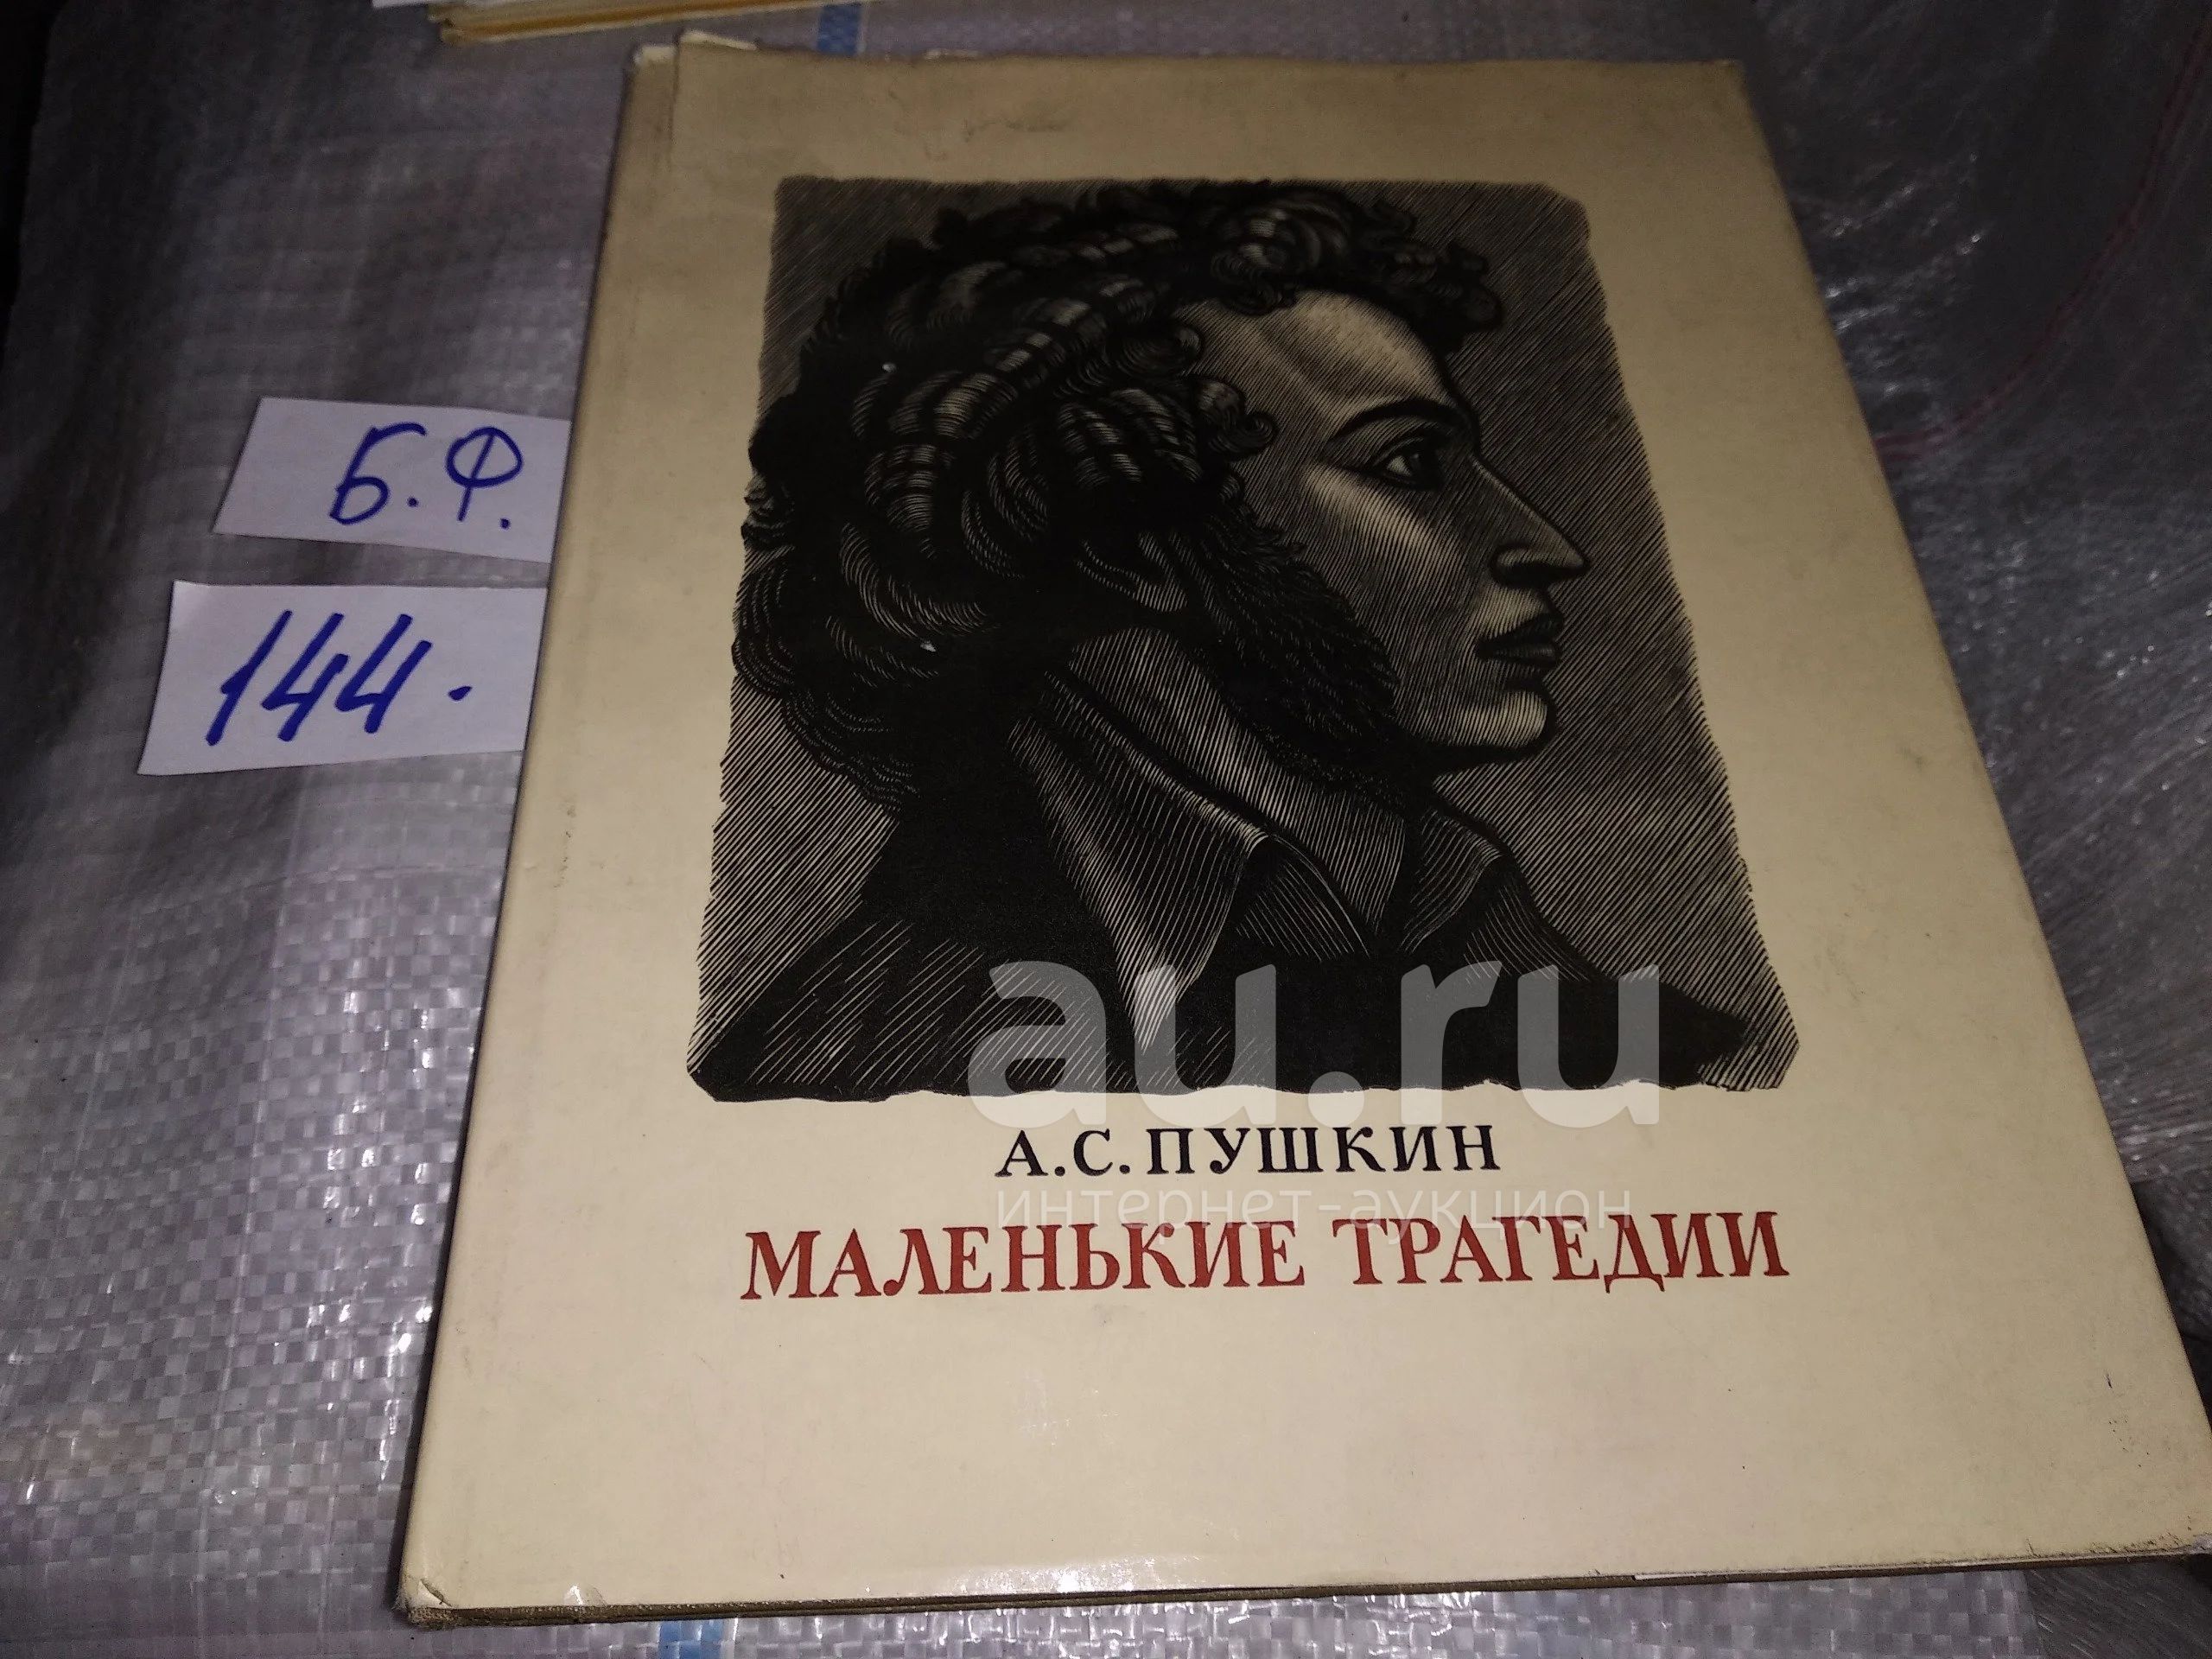 Б.Ф.
144.
au.ru
А.С.ПУШКИН
интернет-аукцион
МАЛЕНЬКИЕ ТРАГЕДИИ